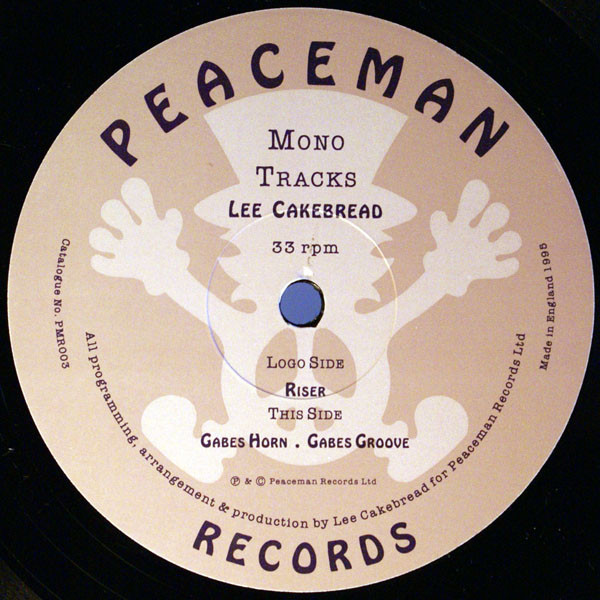 PEACEMAN
MONO
TRACKS
LEE CAKEBREAD
33 rpm
Catalogue No. PMR003
Made in England 1995
LOGO SIDE
RISER
THIS SIDE
GABES HORN . GABES GROOVE
℗ & © Peaceman Records Ltd
All programming, arrangement & production by Lee Cakebread for Peaceman Records Ltd
RECORDS